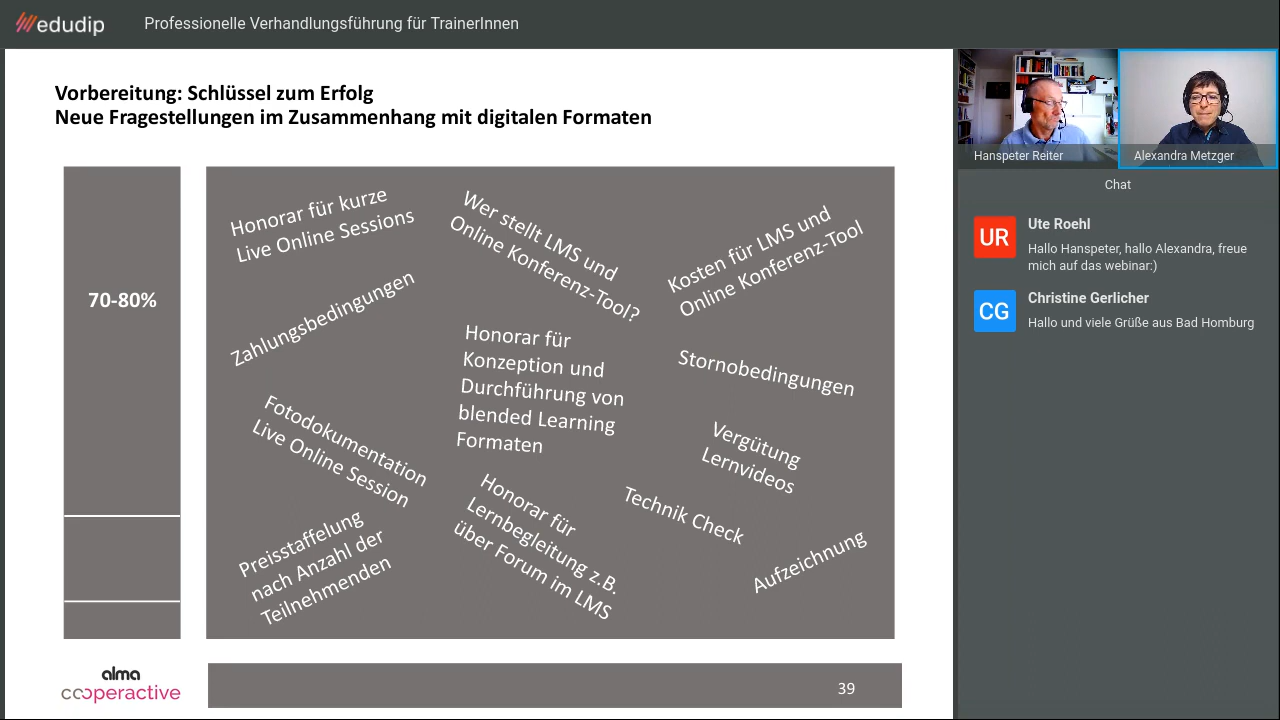 edudip
Professionelle Verhandlungsführung für TrainerInnen
Vorbereitung: Schlüssel zum Erfolg
Neue Fragestellungen im Zusammenhang mit digitalen Formaten
70-80%
Honorar für kurze
Live Online Sessions
Wer stellt LMS und
Online Konferenz-Tool?
Kosten für LMS und
Online Konferenz-Tool
Zahlungsbedingungen
Honorar für
Konzeption und
Durchführung von
blended Learning
Formaten
Stornobedingungen
Fotodokumentation
Live Online Session
Vergütung
Lernvideos
Preisstaffelung
nach Anzahl der
Teilnehmenden
Honorar für
Lernbegleitung z.B.
über Forum im LMS
Technik Check
Aufzeichnung
alma
cooperactive
39
Hanspeter Reiter
Alexandra Metzger
Chat
UR
Ute Roehl
Hallo Hanspeter, hallo Alexandra, freue
mich auf das webinar:)
CG
Christine Gerlicher
Hallo und viele Grüße aus Bad Homburg